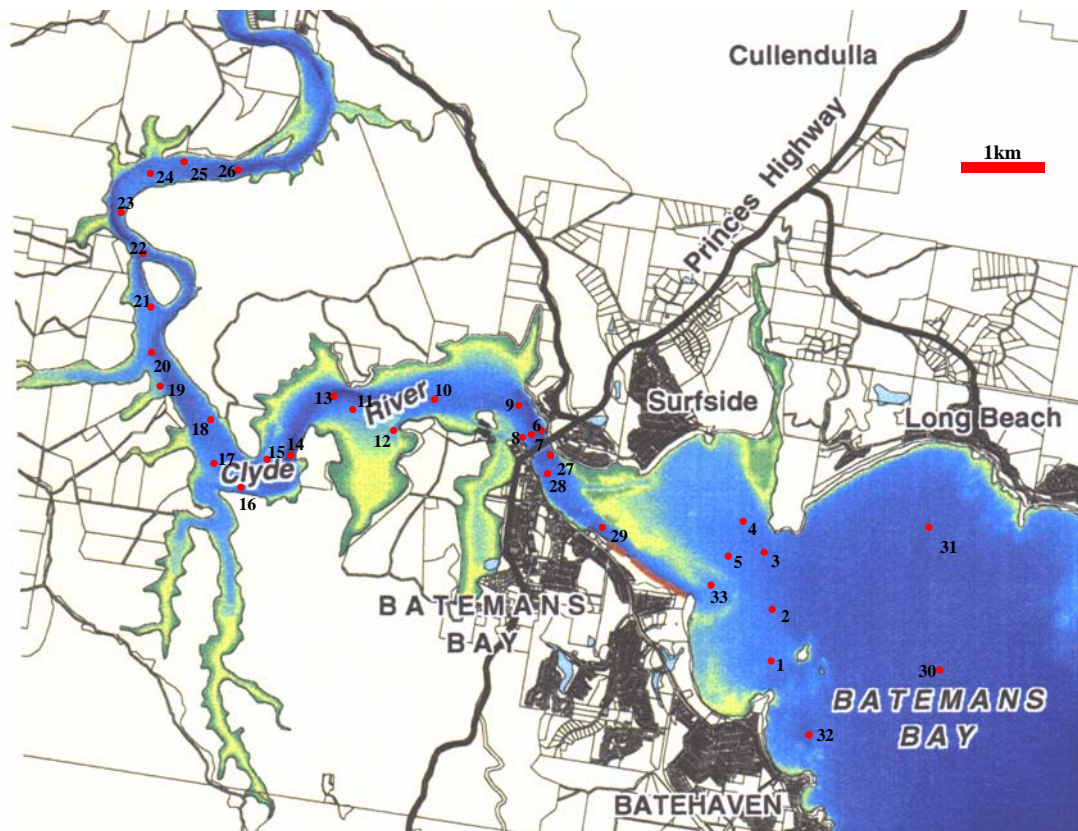 Cullendulla
1km
Princes Highway
26
25
24
23
22
21
20
19
18
17
16
15
14
13
11
12
10
9
8
7
6
27
28
29
River
Clyde
Surfside
Long Beach
4
5
3
33
2
1
31
30
32
BATEMANS
BAY
BATEMANS
BAY
BATEHAVEN